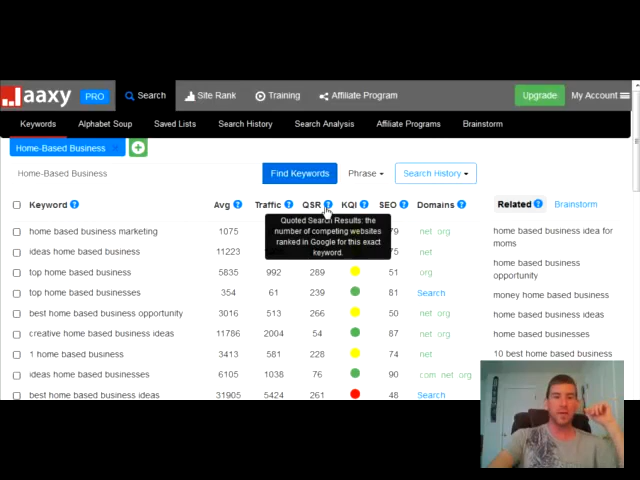 aaxy PRO Search Site Rank Training Affiliate Program Upgrade My Account
Keywords Alphabet Soup Saved Lists Search History Search Analysis Affiliate Programs Brainstorm
Home-Based Business
Home-Based Business Find Keywords Phrase Search History
Keyword Avg Traffic QSR KQI SEO Domains Related Brainstorm
Quoted Search Results: the
number of competing websites
ranked in Google for this exact
keyword.
home based business marketing 1075 79 net org
ideas home based business 11223 75 net
top home based business 5835 992 289 51 org
top home based businesses 354 61 239 81 Search
best home based business opportunity 3016 513 266 50 net org
creative home based business ideas 11786 2004 54 87 net org
1 home based business 3413 581 228 74 net
ideas home based businesses 6105 1038 76 90 com net org
best home based business ideas 31905 5424 261 48 Search
home based business idea for
moms
home based business
opportunity
money home based business
home based business ideas
home based businesses
10 best home based business